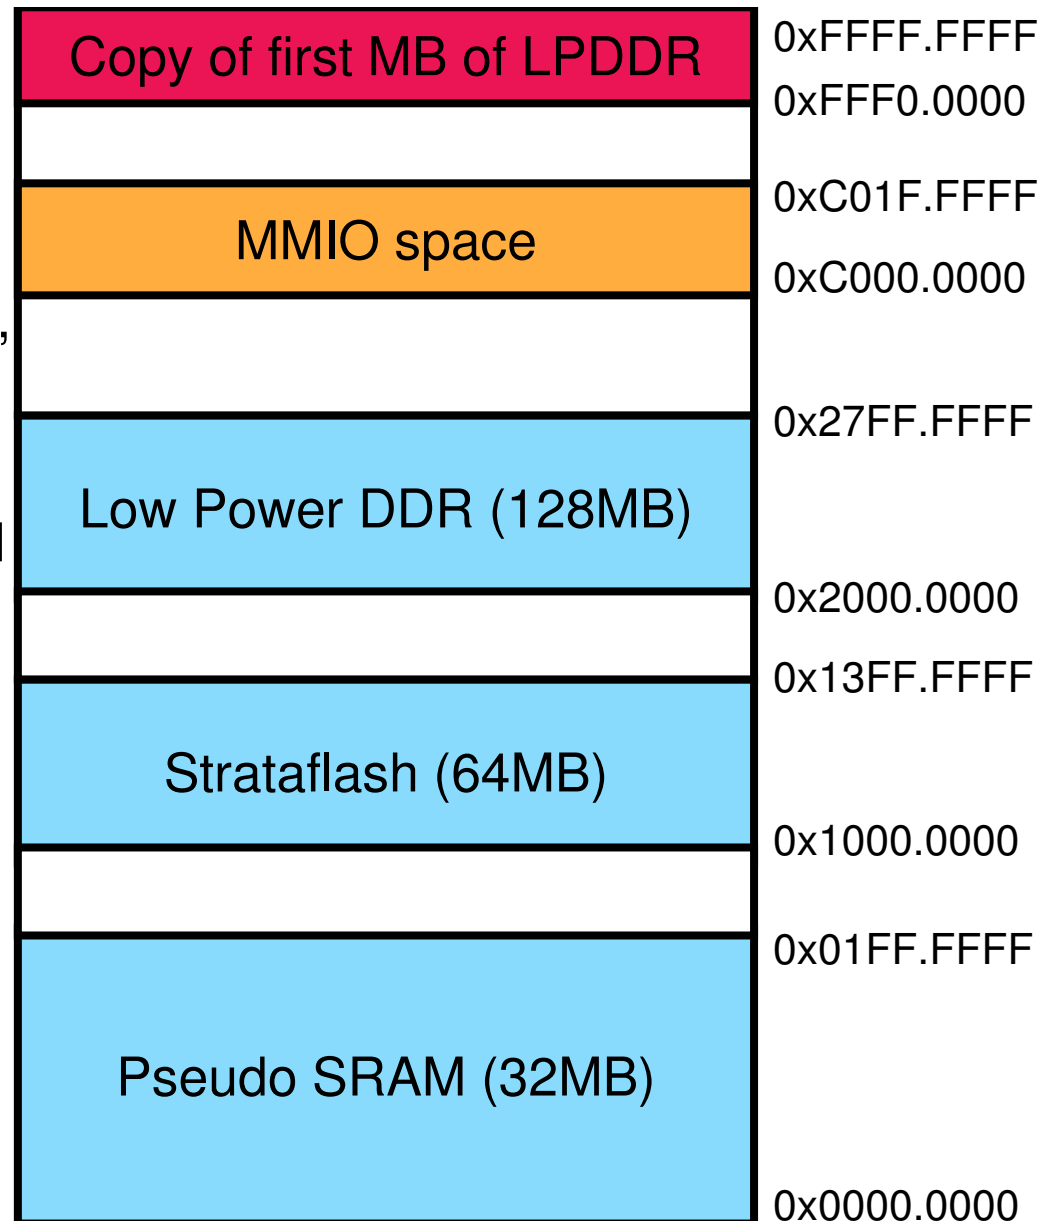 Copy of first MB of LPDDR
0xFFFF.FFFF
0xFFF0.0000
0xC01F.FFFF
MMIO space
0xC000.0000
,
0x27FF.FFFF
Low Power DDR (128MB)
0x2000.0000
0x13FF.FFFF
Strataflash (64MB)
0x1000.0000
0x01FF.FFFF
Pseudo SRAM (32MB)
0x0000.0000